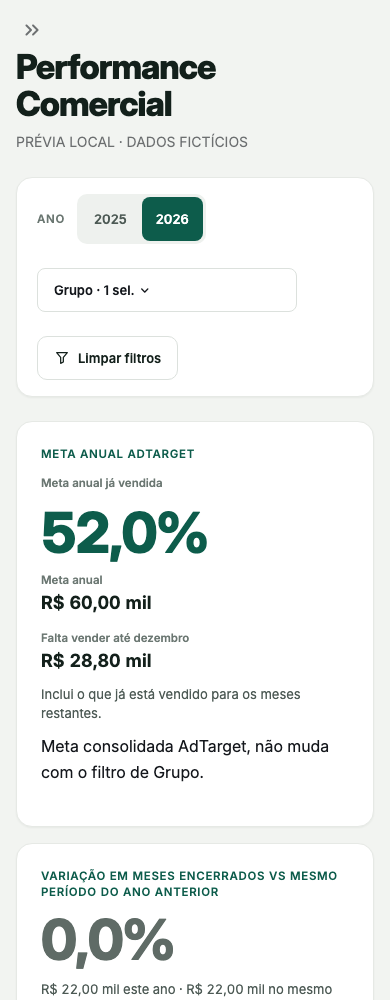 Performance
Comercial
PRÉVIA LOCAL · DADOS FICTÍCIOS
ANO
2025
2026
Grupo · 1 sel.
Limpar filtros
META ANUAL ADTARGET
Meta anual já vendida
52,0%
Meta anual
R$ 60,00 mil
Falta vender até dezembro
R$ 28,80 mil
Inclui o que já está vendido para os meses
restantes.
Meta consolidada AdTarget, não muda
com o filtro de Grupo.
VARIAÇÃO EM MESES ENCERRADOS VS MESMO
PERÍODO DO ANO ANTERIOR
0,0%
R$ 22,00 mil este ano · R$ 22,00 mil no mesmo